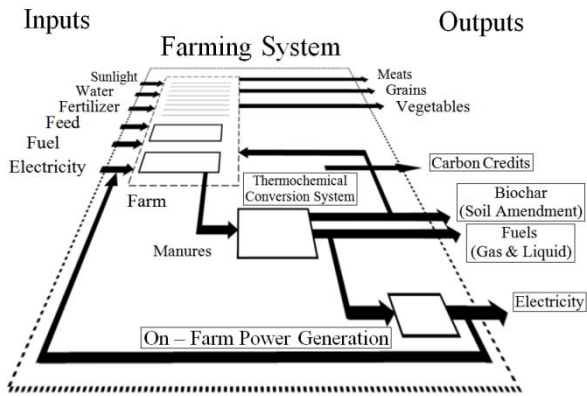 Inputs
Outputs
Farming System
Sunlight
Water
Fertilizer
Feed
Fuel
Electricity
Meats
Grains
Vegetables
Carbon Credits
Thermochemical
Conversion System
Farm
Biochar
(Soil Amendment)
Fuels
(Gas & Liquid)
Manures
Electricity
On – Farm Power Generation